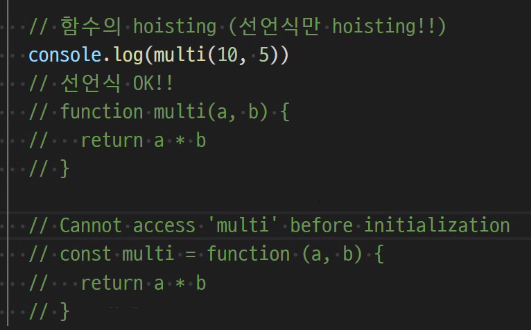 // 함수의 hoisting (선언식만 hoisting!!)
console.log(multi(10, 5))
// 선언식 OK!!
// function multi(a, b) {
//   return a * b
// }
// Cannot access 'multi' before initialization
// const multi = function (a, b) {
//   return a * b
// }